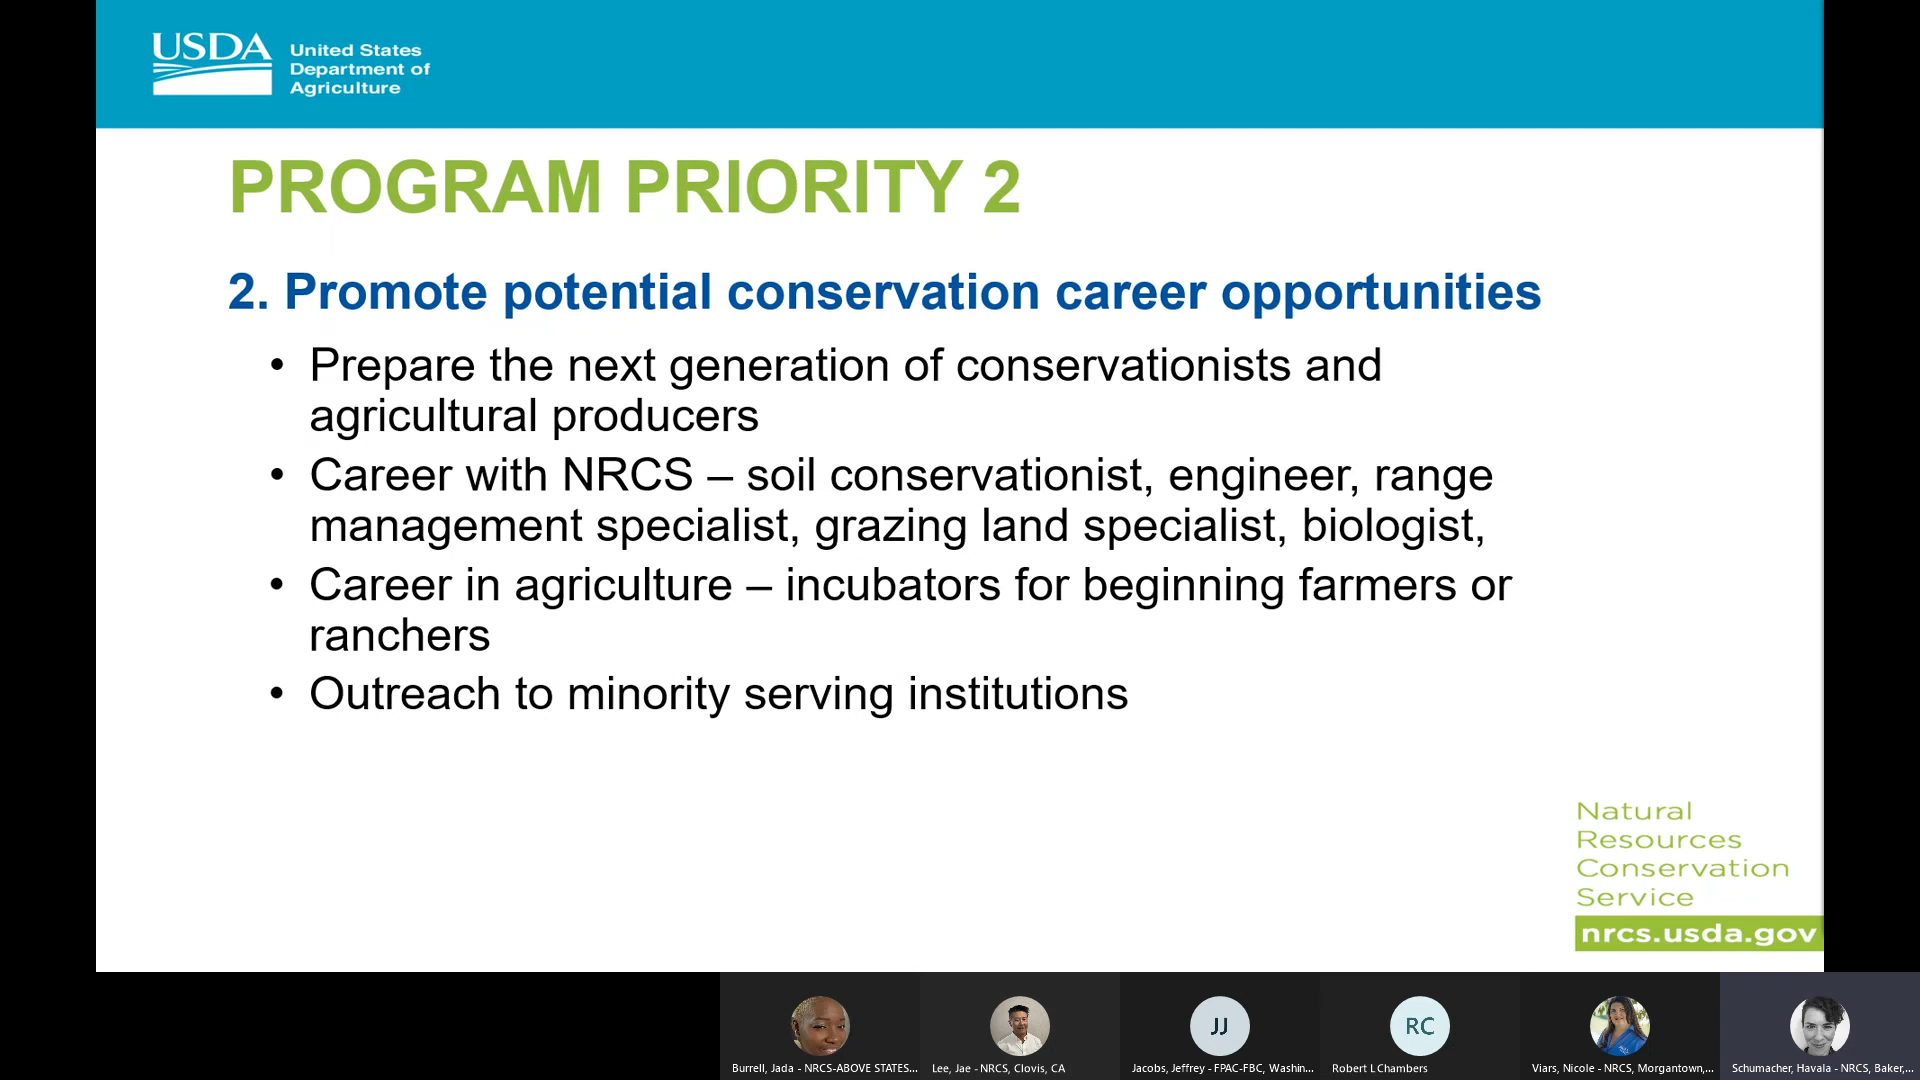 USDA
United States
Department of
Agriculture
PROGRAM PRIORITY 2
2. Promote potential conservation career opportunities
• Prepare the next generation of conservationists and
agricultural producers
• Career with NRCS – soil conservationist, engineer, range
management specialist, grazing land specialist, biologist,
• Career in agriculture – incubators for beginning farmers or
ranchers
• Outreach to minority serving institutions
Natural
Resources
Conservation
Service
nrcs.usda.gov
JJ
RC
Burrell, Jada - NRCS-ABOVE STATES...
Lee, Jae - NRCS, Clovis, CA
Jacobs, Jeffrey - FPAC-FBC, Washin...
Robert L Chambers
Viars, Nicole - NRCS, Morgantown,...
Schumacher, Havala - NRCS, Baker,...